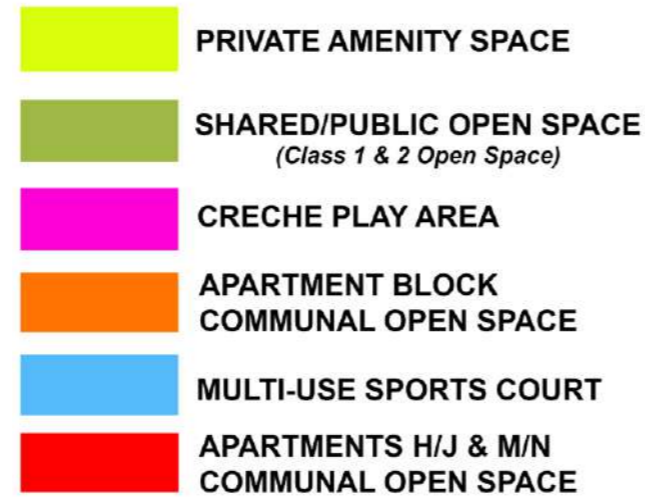 PRIVATE AMENITY SPACE
SHARED/PUBLIC OPEN SPACE
(Class 1 & 2 Open Space)
CRECHE PLAY AREA
APARTMENT BLOCK
COMMUNAL OPEN SPACE
MULTI-USE SPORTS COURT
APARTMENTS H/J & M/N
COMMUNAL OPEN SPACE